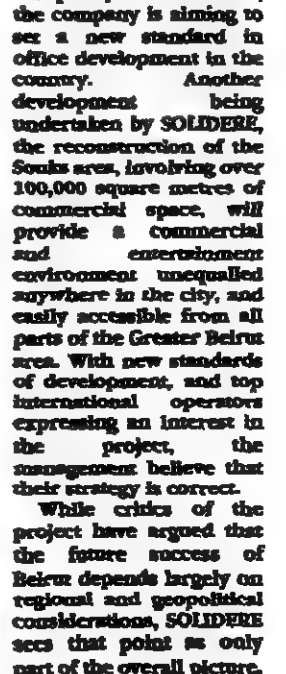 the company is aiming to
set a new standard in
office development in the
country. Another
development being
undertaken by SOLIDERE,
the reconstruction of the
Souks area, involving over
100,000 square metres of
commercial space, will
provide a commercial
and entertainment
environment unequalled
anywhere in the city, and
easily accessible from all
parts of the Greater Beirut
area. With new standards
of development, and top
international operators
expressing an interest in
the project, the
management believe that
their strategy is correct.
While critics of the
project have argued that
the future success of
Beirut depends largely on
regional and geopolitical
considerations, SOLIDERE
sees that point as only
part of the overall picture.